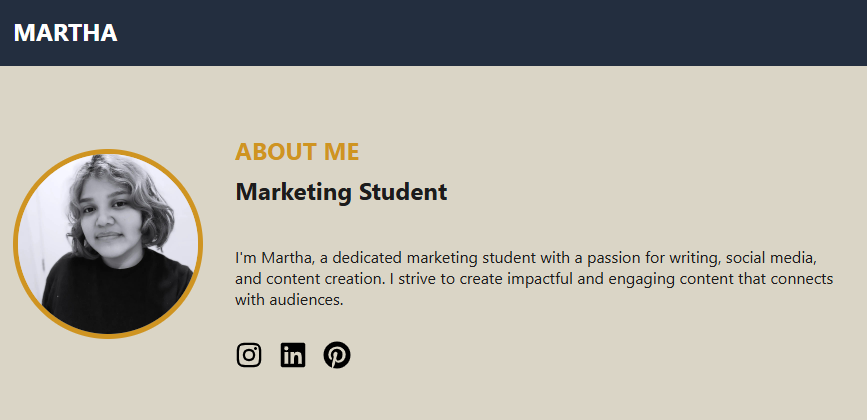 MARTHA
ABOUT ME
Marketing Student
I'm Martha, a dedicated marketing student with a passion for writing, social media,
and content creation. I strive to create impactful and engaging content that connects
with audiences.